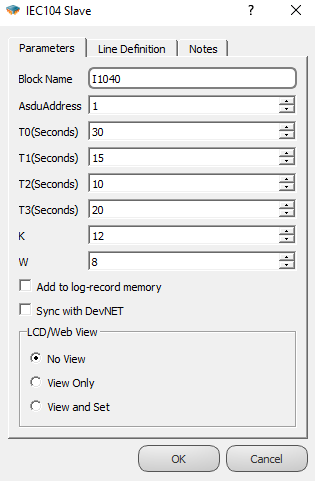 IEC104 Slave
Parameters Line Definition Notes
Block Name I1040
AsduAddress 1
T0(Seconds) 30
T1(Seconds) 15
T2(Seconds) 10
T3(Seconds) 20
K 12
W 8
Add to log-record memory
Sync with DevNET
LCD/Web View
No View
View Only
View and Set
OK Cancel